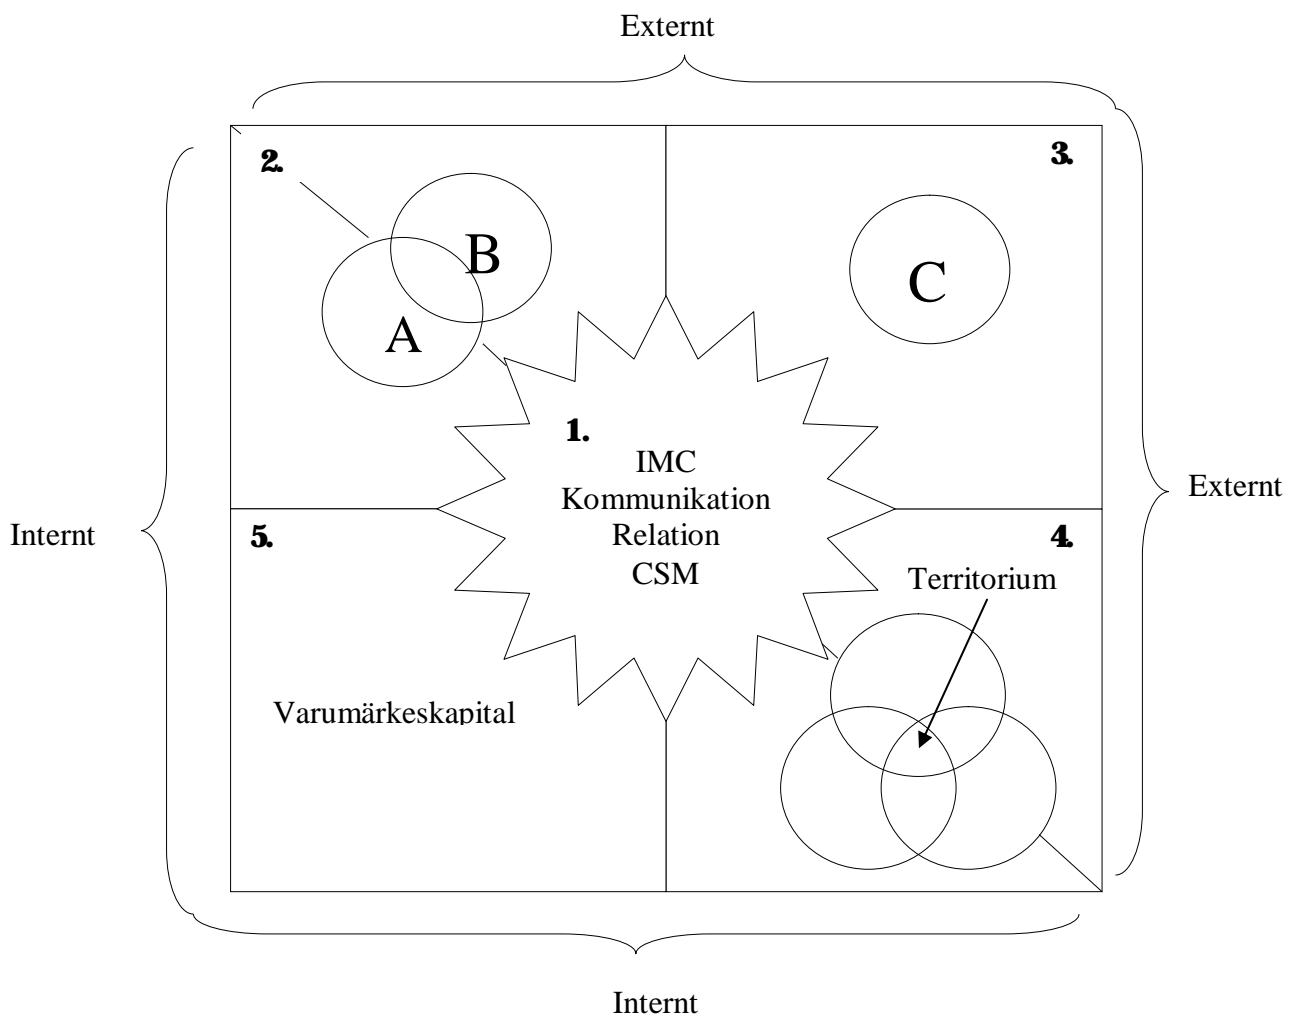 Externt
2.
3.
B
C
A
1.
IMC
Kommunikation
Relation
CSM
Externt
Internt
5.
4.
Territorium
Varumärkeskapital
Internt